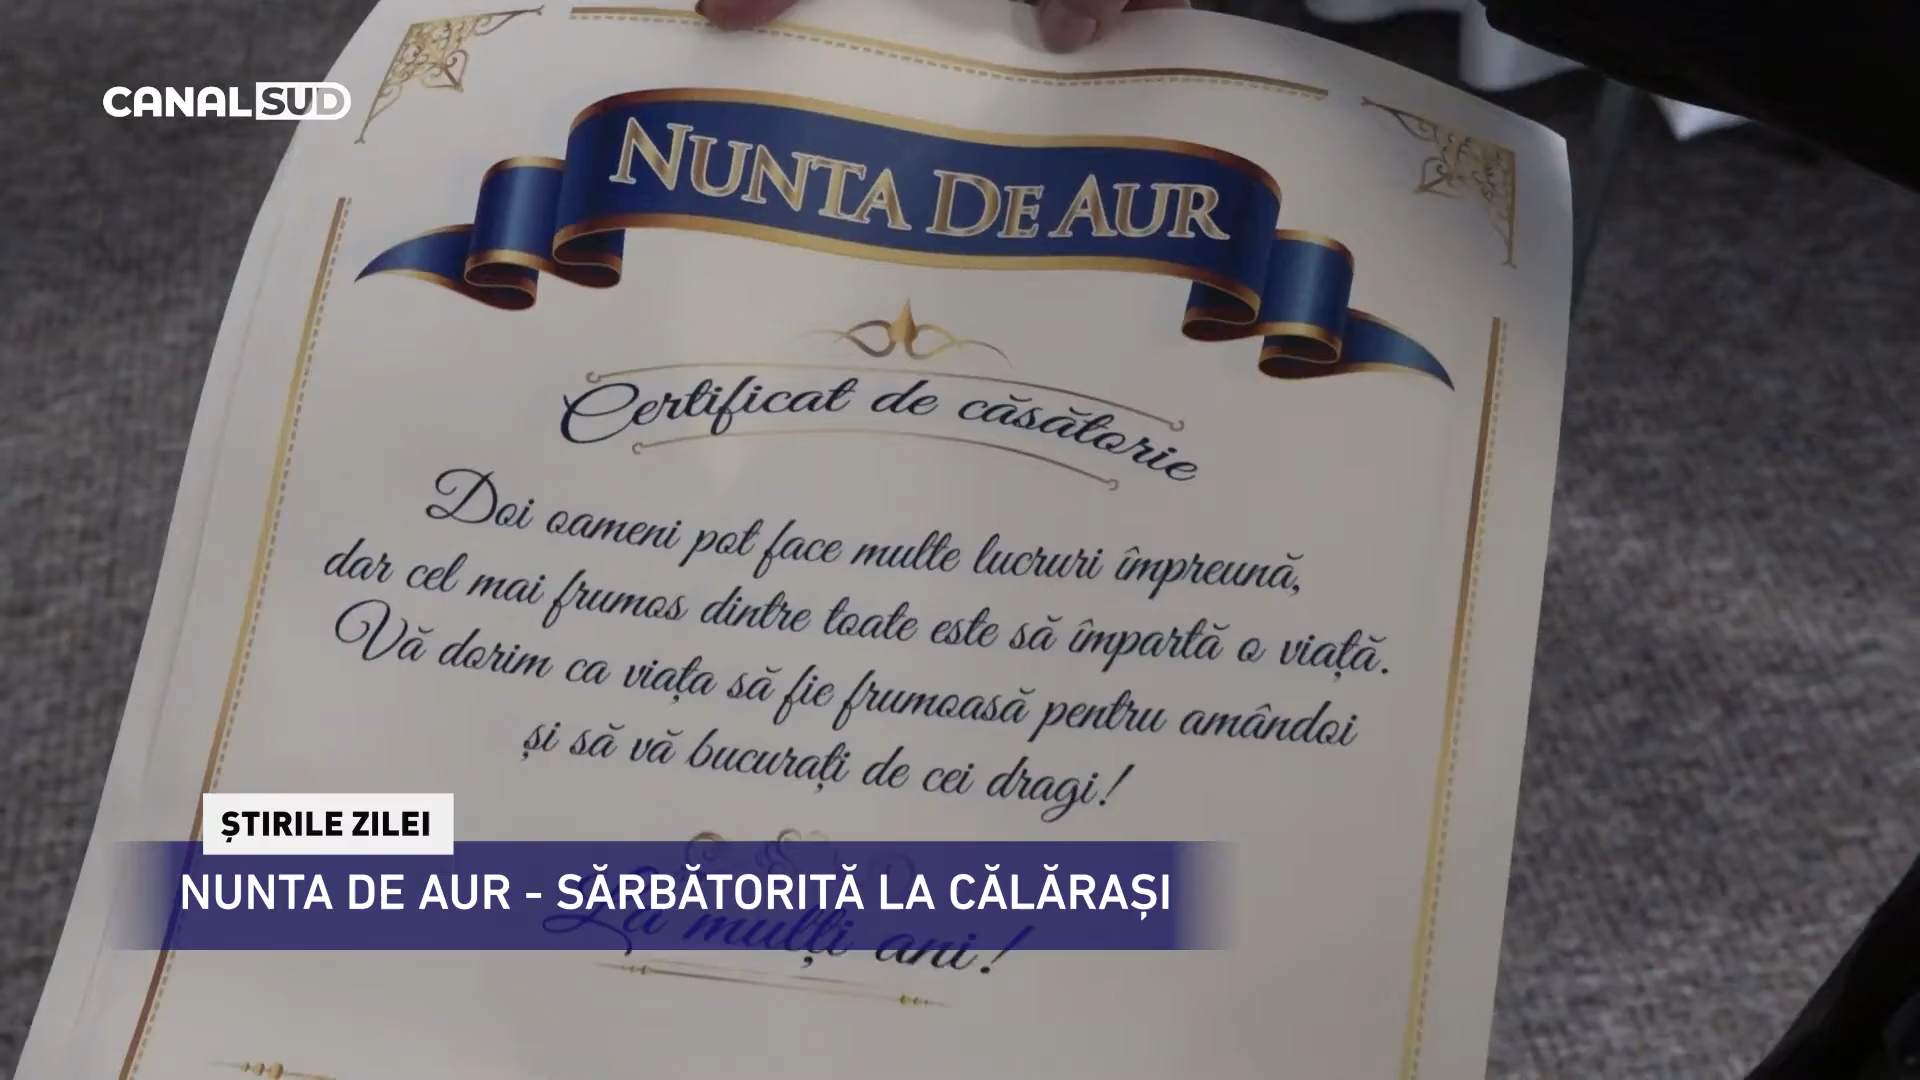 CANAL SUD
NUNTA DE AUR
Certificat de căsătorie
Doi oameni pot face multe lucruri împreună,
dar cel mai frumos dintre toate este să împartă o viață.
Vă dorim ca viața să fie frumoasă pentru amândoi
și să vă bucurați de cei dragi!
ȘTIRILE ZILEI
NUNTA DE AUR - SĂRBĂTORITĂ LA CĂLĂRAȘI
La mulți ani!